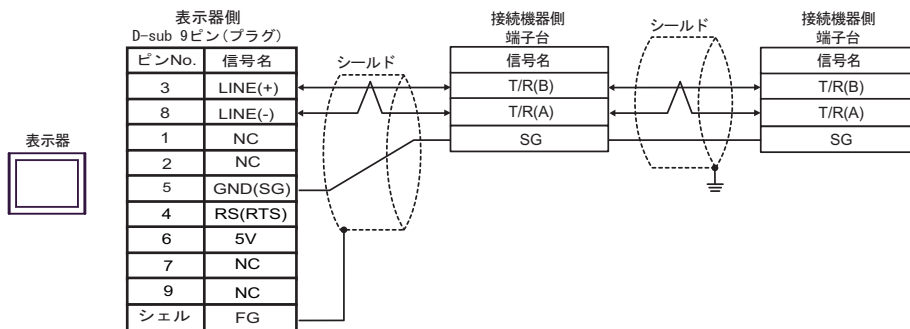 表示器
表示器側
D-sub 9ピン(プラグ)
ピンNo. 信号名
3 LINE(+)
8 LINE(-)
1 NC
2 NC
5 GND(SG)
4 RS(RTS)
6 5V
7 NC
9 NC
シェル FG
シールド
接続機器側
端子台
信号名
T/R(B)
T/R(A)
SG
シールド
接続機器側
端子台
信号名
T/R(B)
T/R(A)
SG